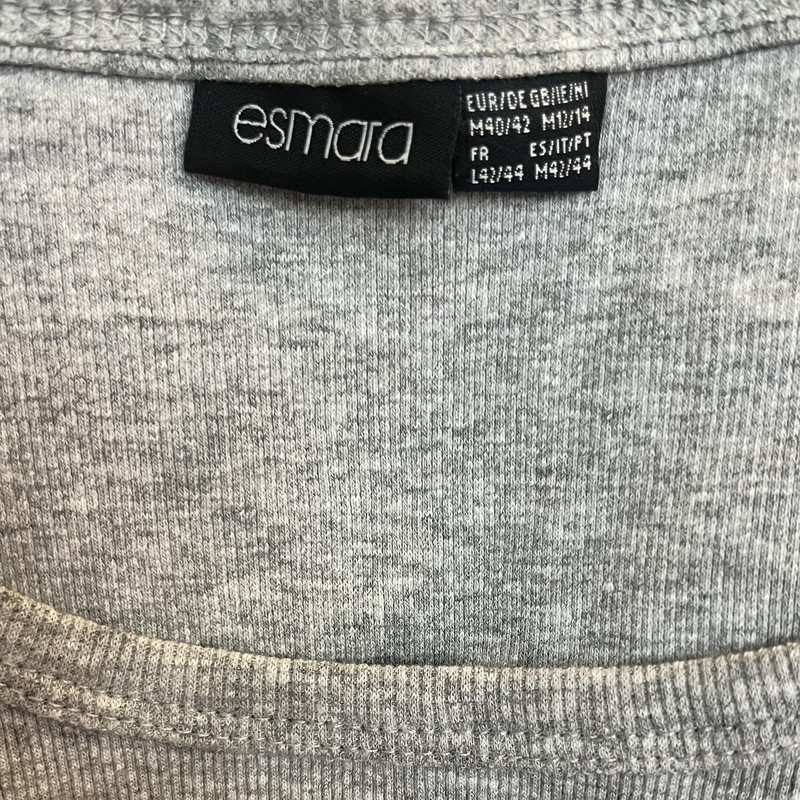 esmara
EUR/DE GB/IE/NI
M40/42 M12/14
FR ES/IT/PT
L42/44 M42/44